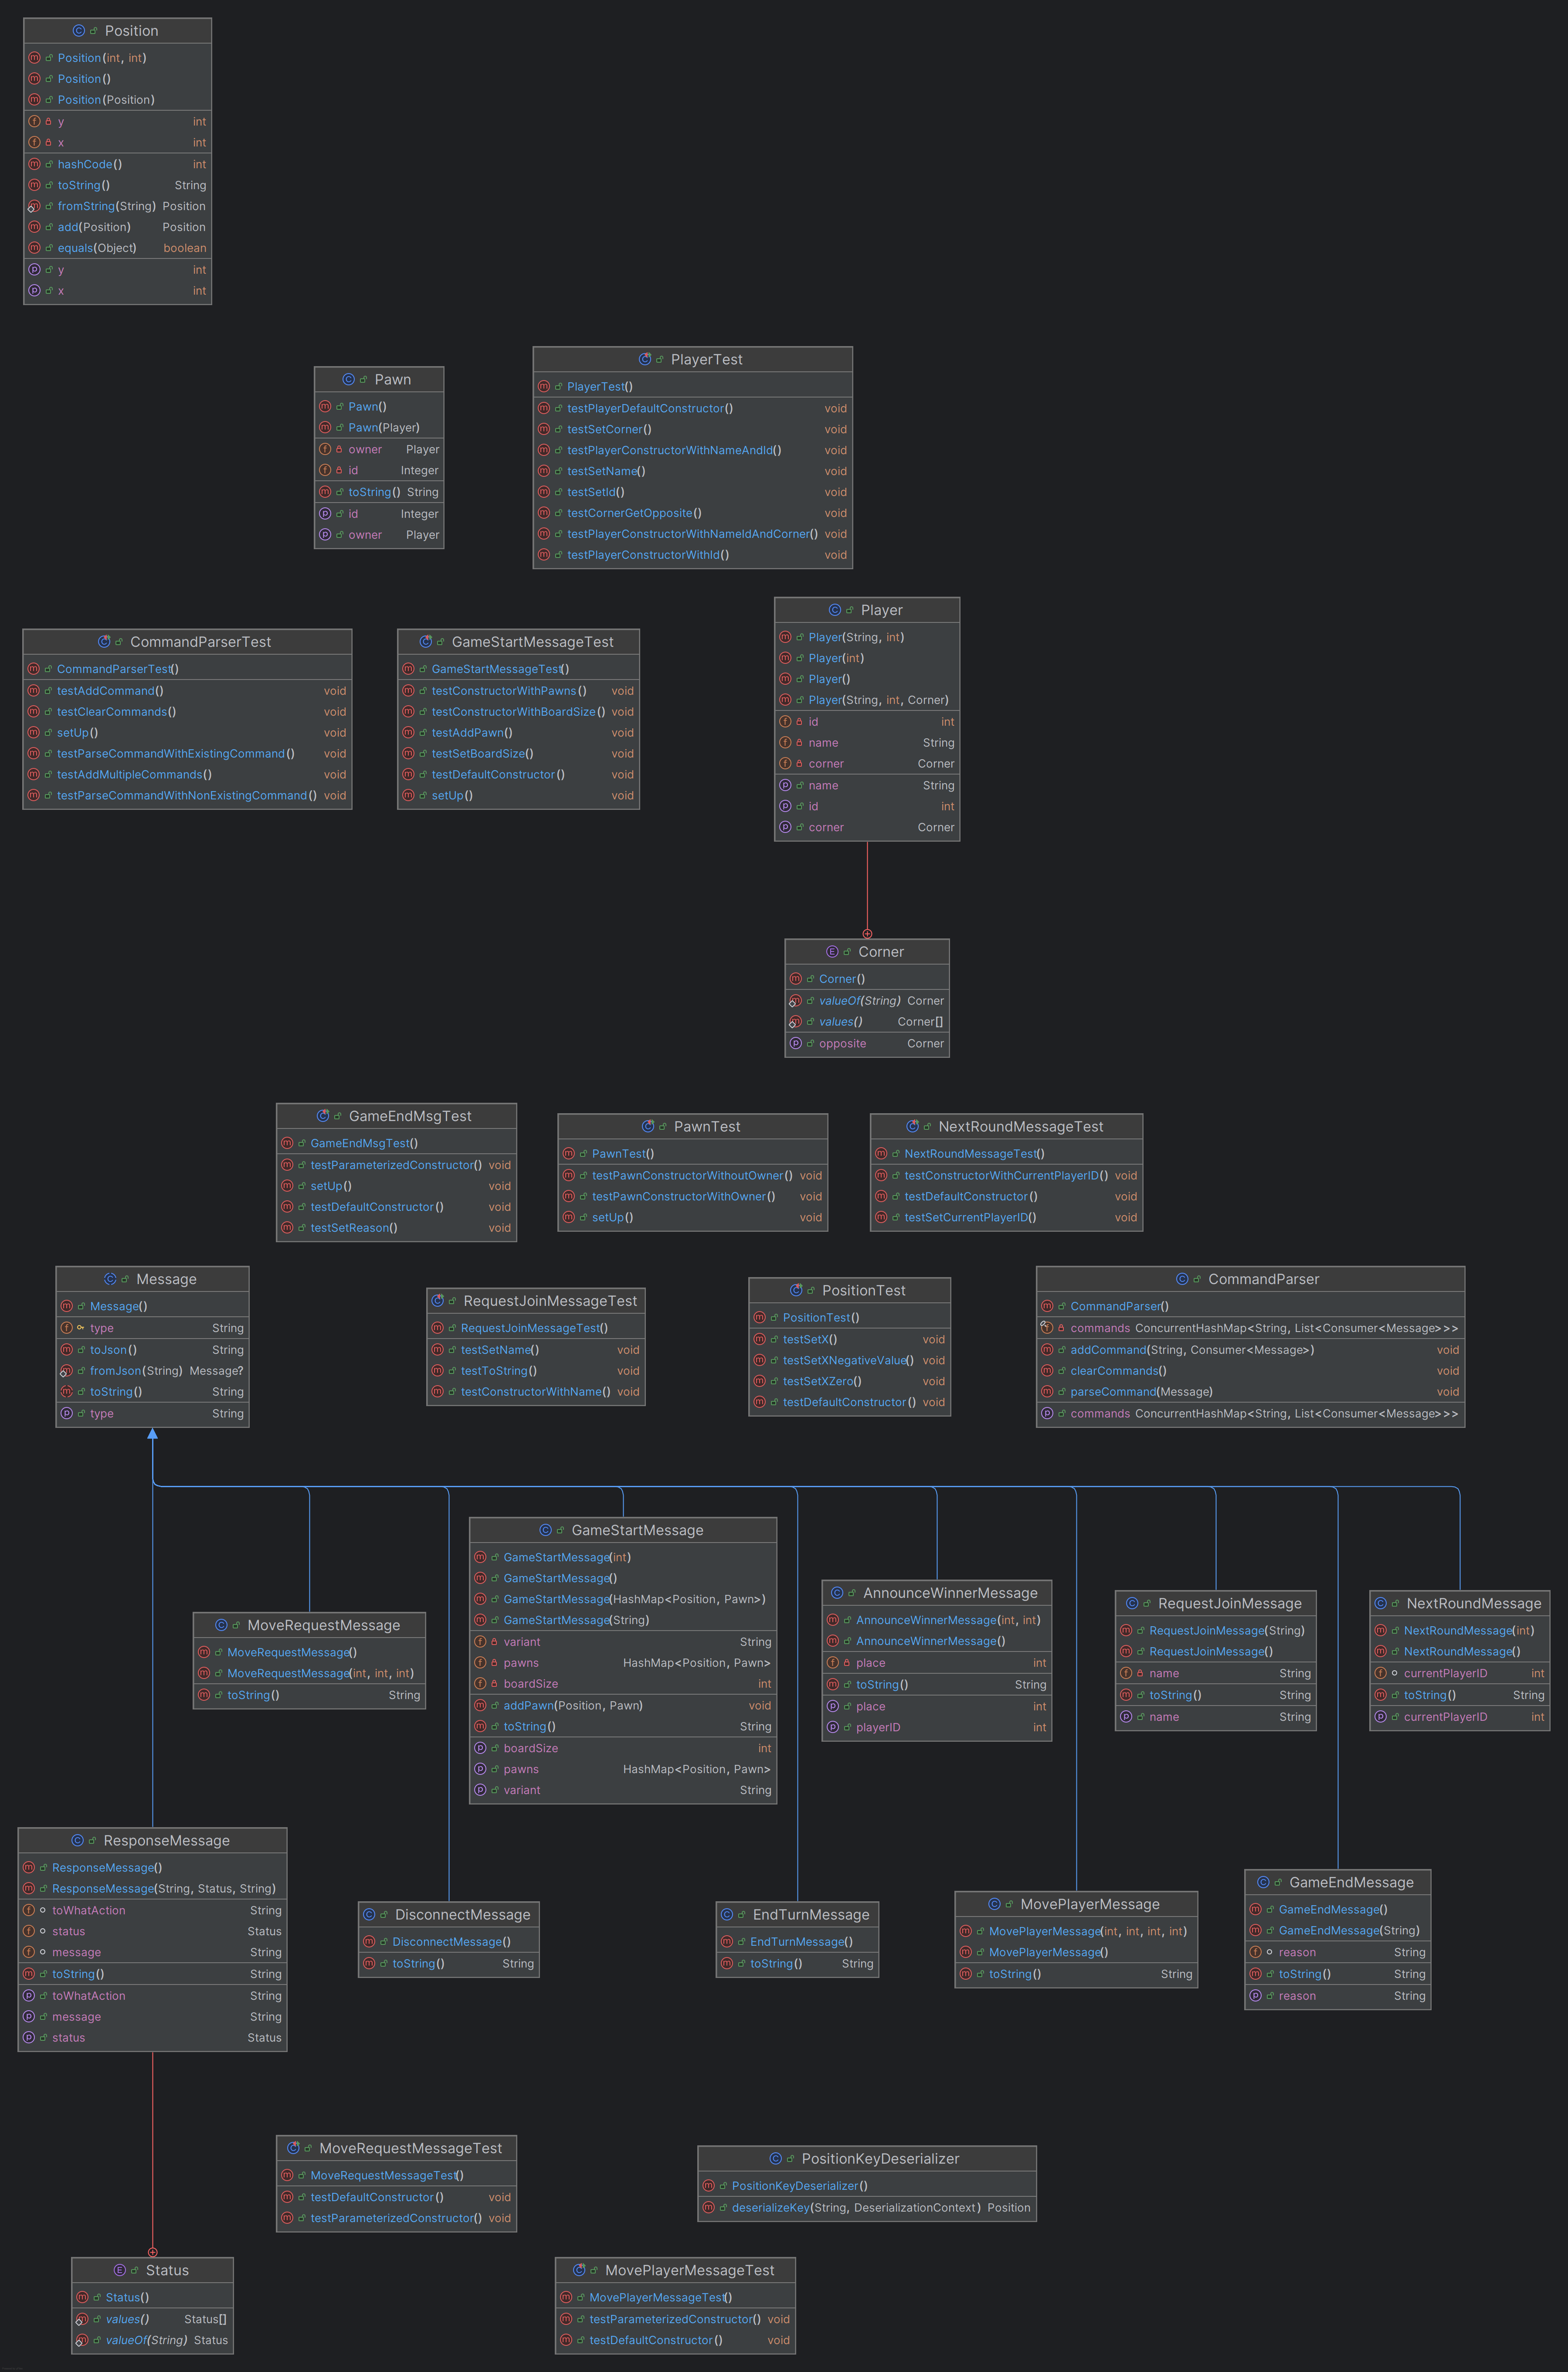 Position
Position(int, int)
Position()
Position(Position)
y int
x int
hashCode() int
toString() String
fromString(String) Position
add(Position) Position
equals(Object) boolean
y int
x int
Pawn
Pawn()
Pawn(Player)
owner Player
id Integer
toString() String
id Integer
owner Player
PlayerTest
PlayerTest()
testPlayerDefaultConstructor() void
testSetCorner() void
testPlayerConstructorWithNameAndId() void
testSetName() void
testSetId() void
testCornerGetOpposite() void
testPlayerConstructorWithNameIdAndCorner() void
testPlayerConstructorWithId() void
CommandParserTest
CommandParserTest()
testAddCommand() void
testClearCommands() void
setUp() void
testParseCommandWithExistingCommand() void
testAddMultipleCommands() void
testParseCommandWithNonExistingCommand() void
GameStartMessageTest
GameStartMessageTest()
testConstructorWithPawns() void
testConstructorWithBoardSize() void
testAddPawn() void
testSetBoardSize() void
testDefaultConstructor() void
setUp() void
Player
Player(String, int)
Player(int)
Player()
Player(String, int, Corner)
id int
name String
corner Corner
name String
id int
corner Corner
Corner
Corner()
valueOf(String) Corner
values() Corner[]
opposite Corner
GameEndMsgTest
GameEndMsgTest()
testParameterizedConstructor() void
setUp() void
testDefaultConstructor() void
testSetReason() void
PawnTest
PawnTest()
testPawnConstructorWithoutOwner() void
testPawnConstructorWithOwner() void
setUp() void
NextRoundMessageTest
NextRoundMessageTest()
testConstructorWithCurrentPlayerID() void
testDefaultConstructor() void
testSetCurrentPlayerID() void
Message
Message()
type String
toJson() String
fromJson(String) Message?
toString() String
type String
RequestJoinMessageTest
RequestJoinMessageTest()
testSetName() void
testToString() void
testConstructorWithName() void
PositionTest
PositionTest()
testSetX() void
testSetXNegativeValue() void
testSetXZero() void
testDefaultConstructor() void
CommandParser
CommandParser()
commands ConcurrentHashMap<String, List<Consumer<Message>>>
addCommand(String, Consumer<Message>) void
clearCommands() void
parseCommand(Message) void
commands ConcurrentHashMap<String, List<Consumer<Message>>>
MoveRequestMessage
MoveRequestMessage()
MoveRequestMessage(int, int, int)
toString() String
GameStartMessage
GameStartMessage(int)
GameStartMessage()
GameStartMessage(HashMap<Position, Pawn>)
GameStartMessage(String)
variant String
pawns HashMap<Position, Pawn>
boardSize int
addPawn(Position, Pawn) void
toString() String
boardSize int
pawns HashMap<Position, Pawn>
variant String
AnnounceWinnerMessage
AnnounceWinnerMessage(int, int)
AnnounceWinnerMessage()
place int
toString() String
place int
playerID int
RequestJoinMessage
RequestJoinMessage(String)
RequestJoinMessage()
name String
toString() String
name String
NextRoundMessage
NextRoundMessage(int)
NextRoundMessage()
currentPlayerID int
toString() String
currentPlayerID int
ResponseMessage
ResponseMessage()
ResponseMessage(String, Status, String)
toWhatAction String
status Status
message String
toString() String
toWhatAction String
message String
status Status
DisconnectMessage
DisconnectMessage()
toString() String
EndTurnMessage
EndTurnMessage()
toString() String
MovePlayerMessage
MovePlayerMessage(int, int, int, int)
MovePlayerMessage()
toString() String
GameEndMessage
GameEndMessage()
GameEndMessage(String)
reason String
toString() String
reason String
MoveRequestMessageTest
MoveRequestMessageTest()
testDefaultConstructor() void
testParameterizedConstructor() void
PositionKeyDeserializer
PositionKeyDeserializer()
deserializeKey(String, DeserializationContext) Position
Status
Status()
values() Status[]
valueOf(String) Status
MovePlayerMessageTest
MovePlayerMessageTest()
testParameterizedConstructor() void
testDefaultConstructor() void